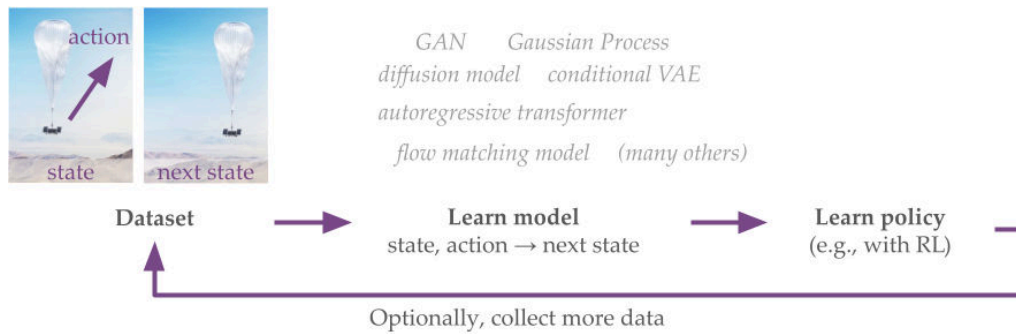 action
state
next state
GAN Gaussian Process
diffusion model conditional VAE
autoregressive transformer
flow matching model (many others)
Dataset
Learn model
state, action → next state
Learn policy
(e.g., with RL)
Optionally, collect more data